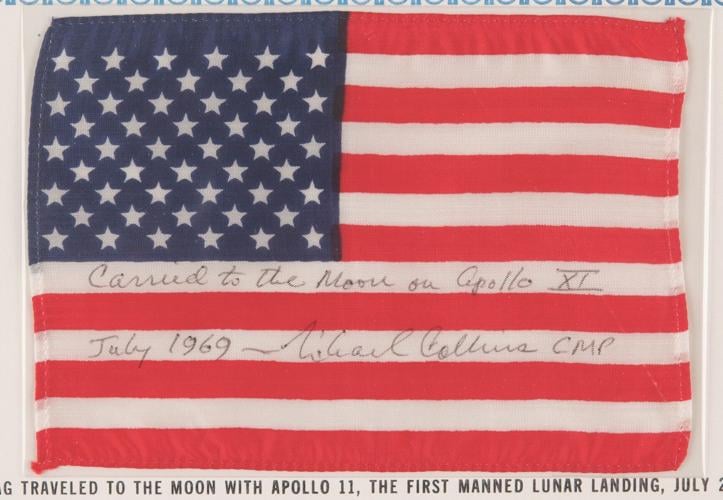 Carried to the Moon on Apollo XI
July 1969 — Michael Collins CMP
AG TRAVELED TO THE MOON WITH APOLLO 11, THE FIRST MANNED LUNAR LANDING, JULY 2